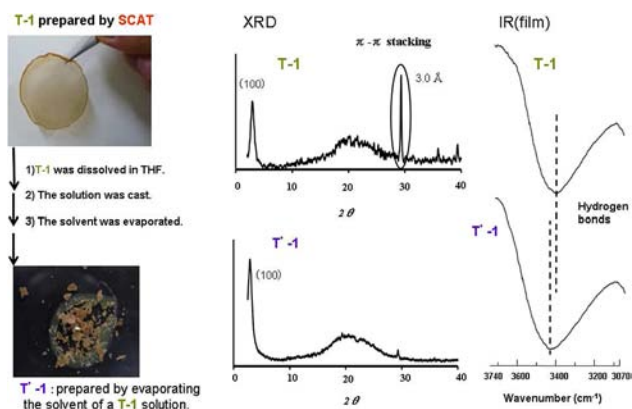 T-1 prepared by SCAT
1)T-1 was dissolved in THF.
2) The solution was cast.
3) The solvent was evaporated.
T'-1 : prepared by evaporating
the solvent of a T-1 solution.
XRD
π-π stacking
T-1
3.0 Å
(100)
0 10 20 30 40
2θ
T'-1
(100)
0 10 20 30 40
2θ
IR(film)
T-1
Hydrogen
bonds
T'-1
3740 3600 3400 3200 3070
Wavenumber (cm⁻¹)